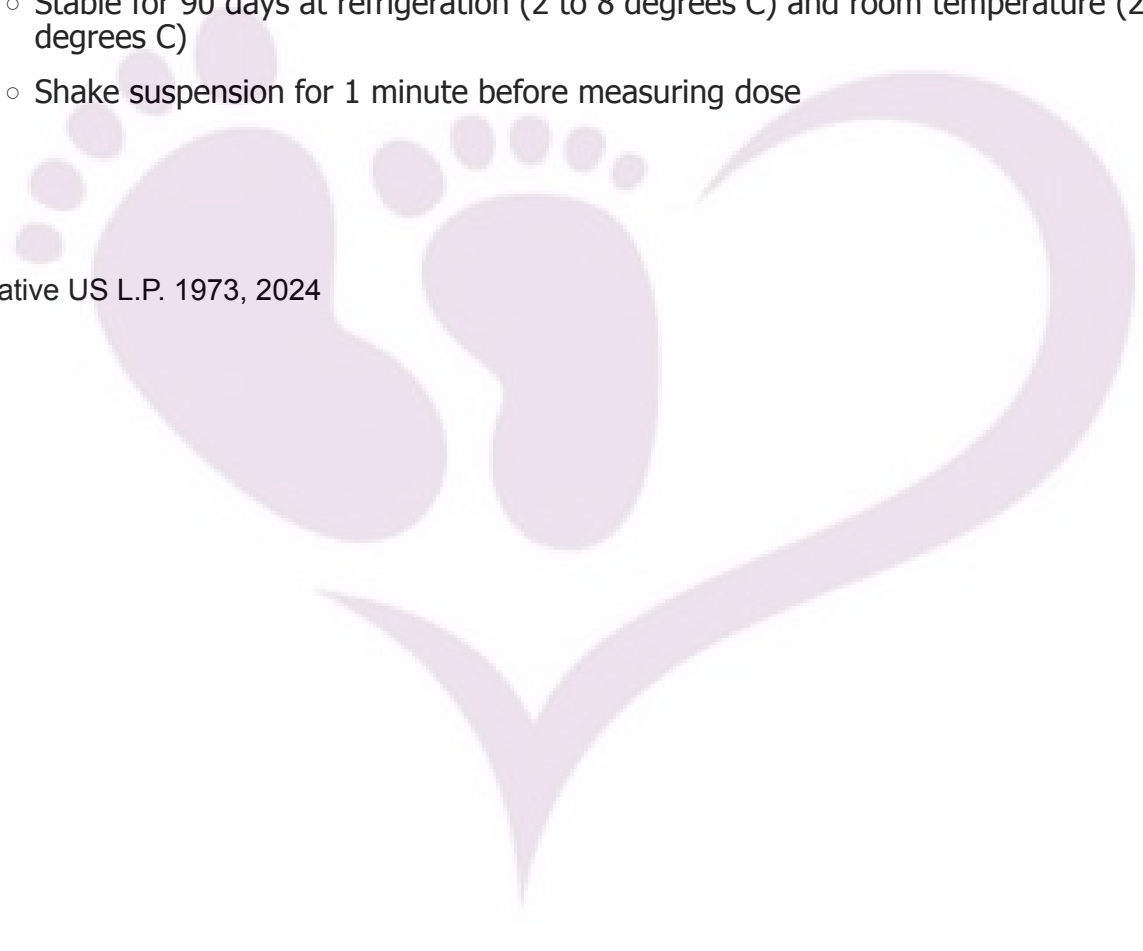 ○ Stable for 90 days at refrigeration (2 to 8 degrees C) and room temperature (2
degrees C)
○ Shake suspension for 1 minute before measuring dose
ative US L.P. 1973, 2024